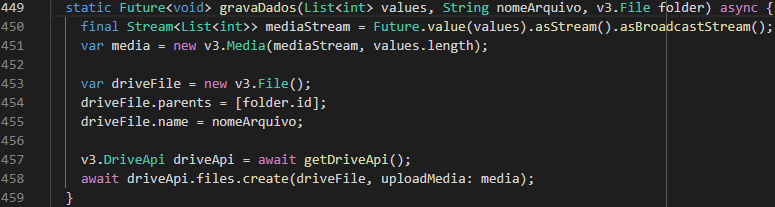 449 static Future<void> gravaDados(List<int> values, String nomeArquivo, v3.File folder) async {
450 final Stream<List<int>> mediaStream = Future.value(values).asStream().asBroadcastStream();
451 var media = new v3.Media(mediaStream, values.length);
452
453 var driveFile = new v3.File();
454 driveFile.parents = [folder.id];
455 driveFile.name = nomeArquivo;
456
457 v3.DriveApi driveApi = await getDriveApi();
458 await driveApi.files.create(driveFile, uploadMedia: media);
459 }